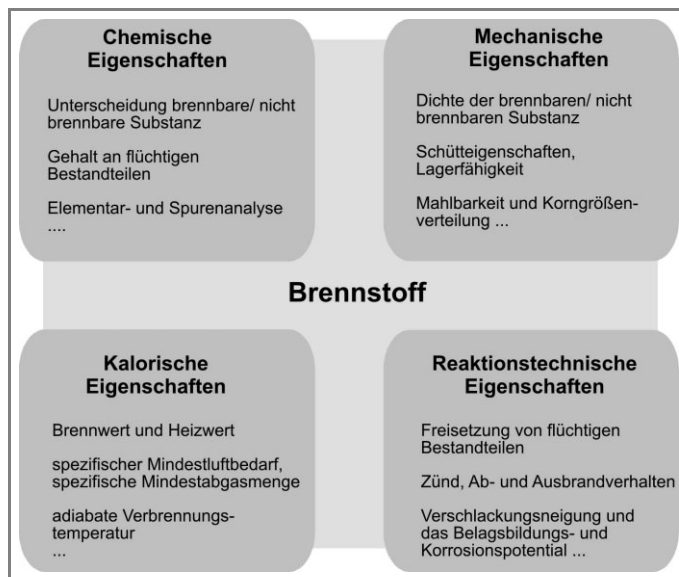 Chemische
Eigenschaften
Unterscheidung brennbare/ nicht
brennbare Substanz
Gehalt an flüchtigen
Bestandteilen
Elementar- und Spurenanalyse
....
Mechanische
Eigenschaften
Dichte der brennbaren/ nicht
brennbaren Substanz
Schütteigenschaften,
Lagerfähigkeit
Mahlbarkeit und Korngrößen-
verteilung ...
Brennstoff
Kalorische
Eigenschaften
Brennwert und Heizwert
spezifischer Mindestluftbedarf,
spezifische Mindestabgasmenge
adiabate Verbrennungs-
temperatur
...
Reaktionstechnische
Eigenschaften
Freisetzung von flüchtigen
Bestandteilen
Zünd, Ab- und Ausbrandverhalten
Verschlackungsneigung und
das Belagsbildungs- und
Korrosionspotential ...